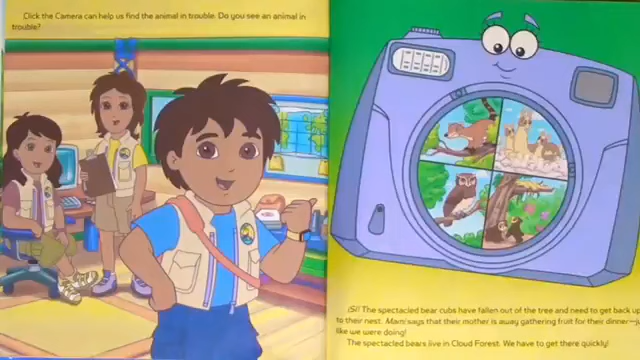 Click the Camera can help us find the animal in trouble. Do you see an animal in
trouble?
¡Sí! The spectacled bear cubs have fallen out of the tree and need to get back up
to their nest. Mami says that their mother is away gathering fruit for their dinner—ju
like we were doing!
The spectacled bears live in Cloud Forest. We have to get there quickly!